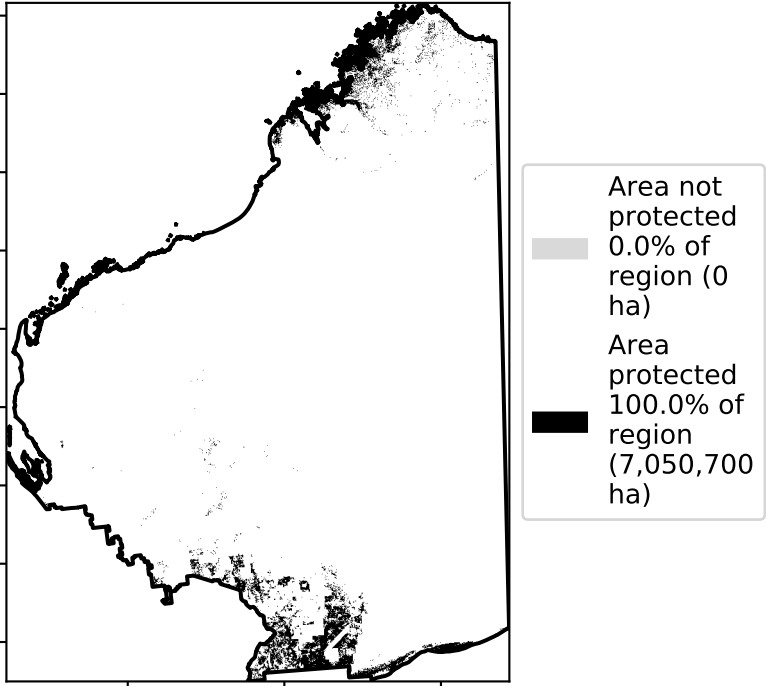 Area not
protected
0.0% of
region (0
ha)
Area
protected
100.0% of
region
(7,050,700
ha)